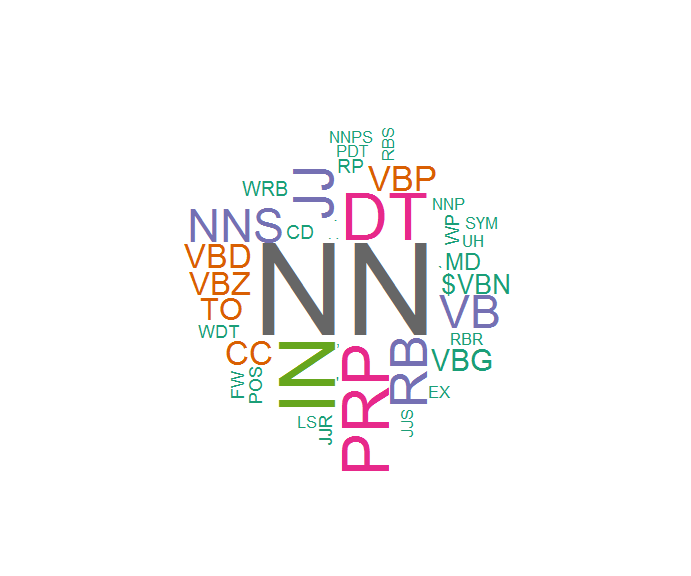 NNPS
PDT
RBS
RP
VBP
WRB
JJ
DT
NNP
NNS
CD
WP
SYM
UH
VBD
NN
MD
VBZ
$
VBN
TO
VB
WDT
RBR
CC
IN
PRP
RB
VBG
FW
POS
EX
LS
JJR
JJS